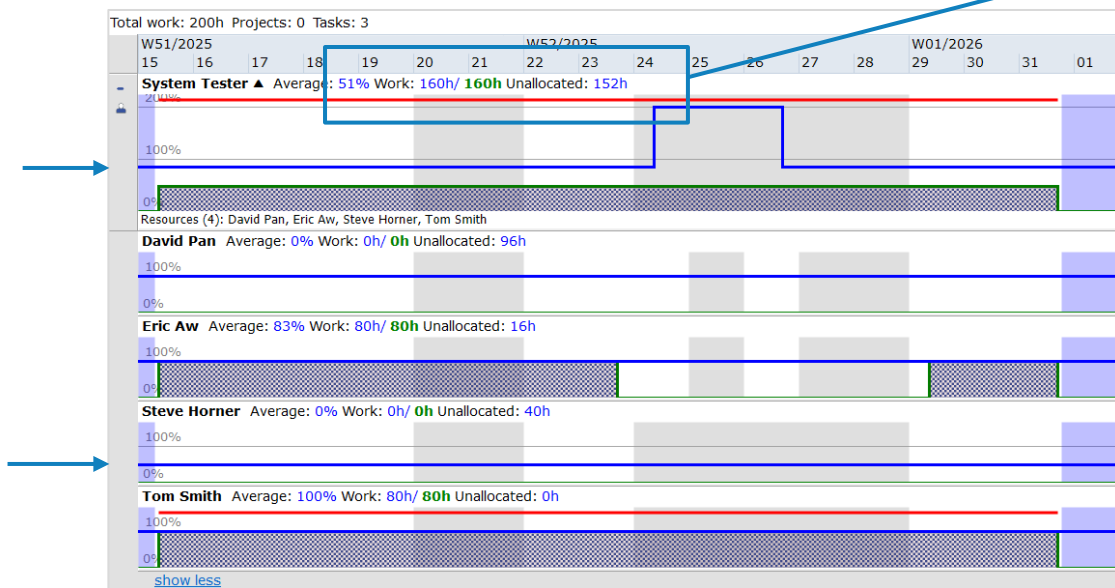 Total work: 200h Projects: 0 Tasks: 3
W51/2025 W52/2025 W01/2026
15 16 17 18 19 20 21 22 23 24 25 26 27 28 29 30 31 01
System Tester ▲ Average: 51% Work: 160h/ 160h Unallocated: 152h
200%
100%
0%
Resources (4): David Pan, Eric Aw, Steve Horner, Tom Smith
David Pan Average: 0% Work: 0h/ 0h Unallocated: 96h
100%
0%
Eric Aw Average: 83% Work: 80h/ 80h Unallocated: 16h
100%
0%
Steve Horner Average: 0% Work: 0h/ 0h Unallocated: 40h
100%
0%
Tom Smith Average: 100% Work: 80h/ 80h Unallocated: 0h
100%
0%
show less